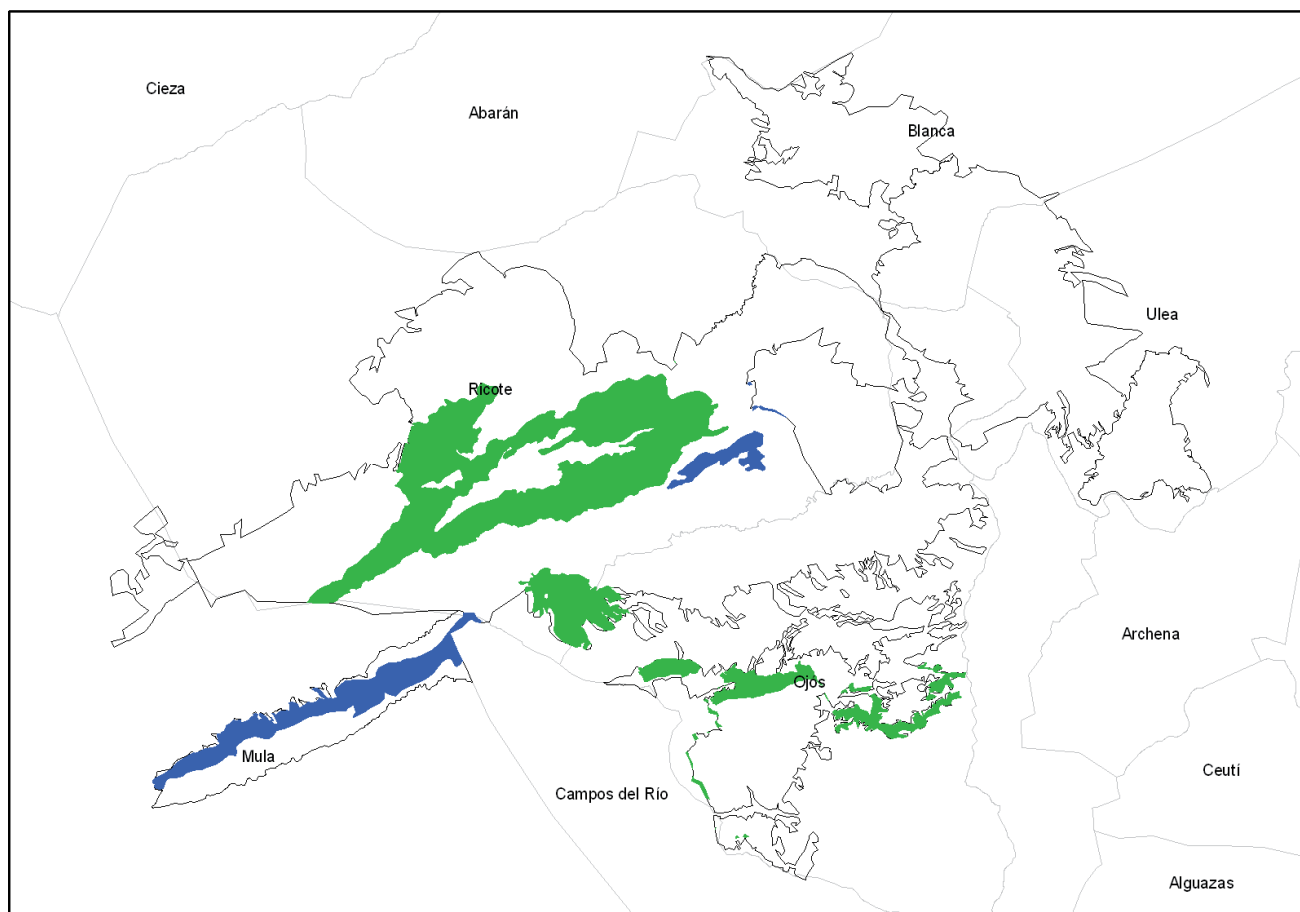 Cieza
Abarán
Blanca
Ulea
Ricote
Archena
Ojós
Mula
Ceutí
Campos del Río
Alguazas